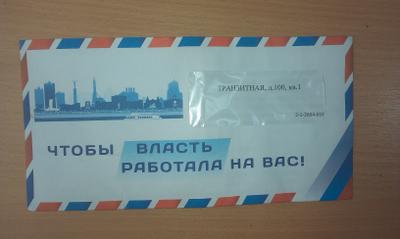 ТРАНЗИТНАЯ, д.100, кв.1
ЧТОБЫ ВЛАСТЬ
РАБОТАЛА НА ВАС!